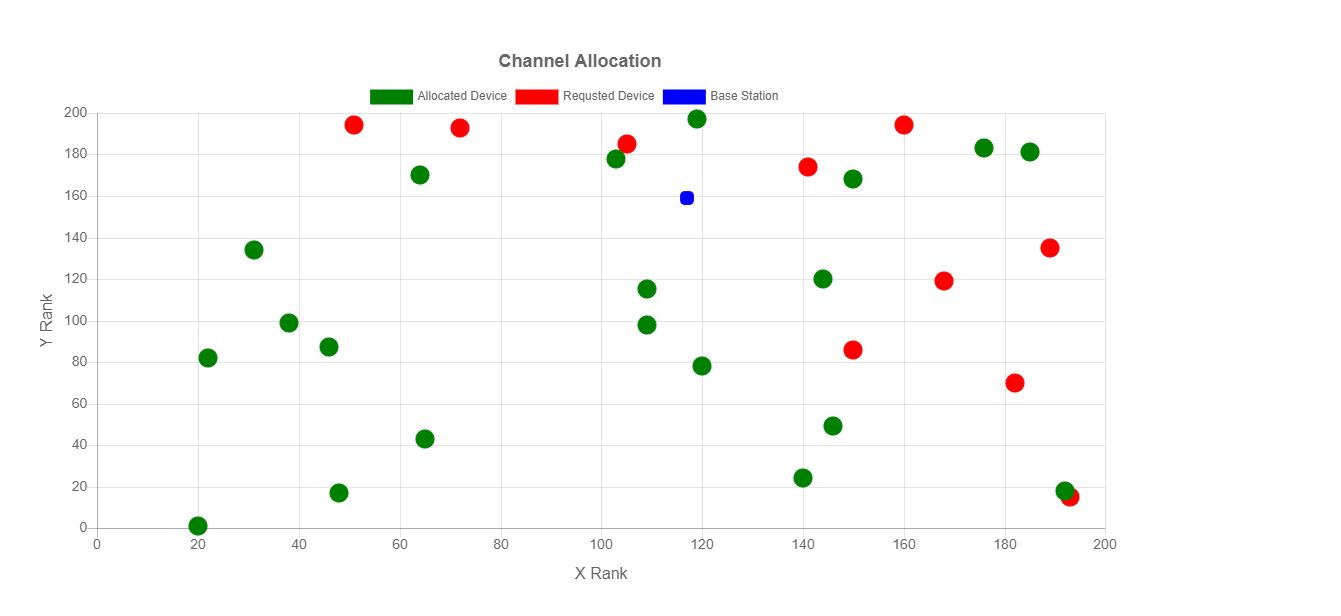 Channel Allocation
Allocated Device Requsted Device Base Station
200
180
160
140
120
100
80
60
40
20
0
Y Rank
0 20 40 60 80 100 120 140 160 180 200
X Rank